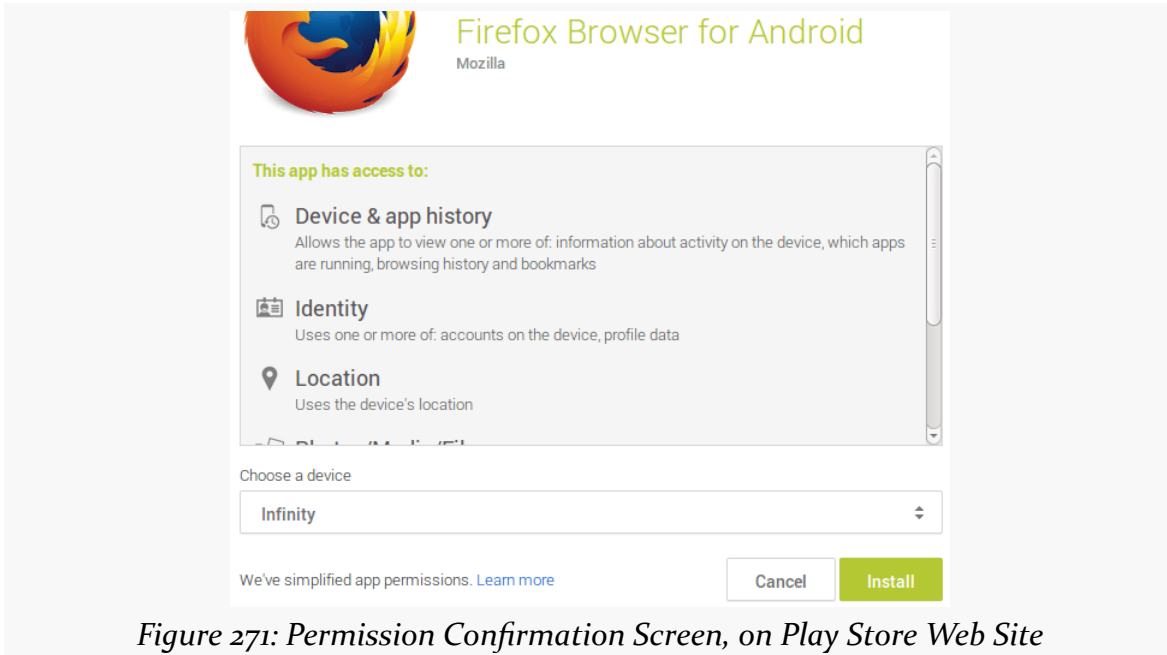 Firefox Browser for Android
Mozilla
This app has access to:
Device & app history
Allows the app to view one or more of: information about activity on the device, which apps
are running, browsing history and bookmarks
Identity
Uses one or more of: accounts on the device, profile data
Location
Uses the device's location
Choose a device
Infinity
We've simplified app permissions. Learn more
Cancel
Install
Figure 271: Permission Confirmation Screen, on Play Store Web Site